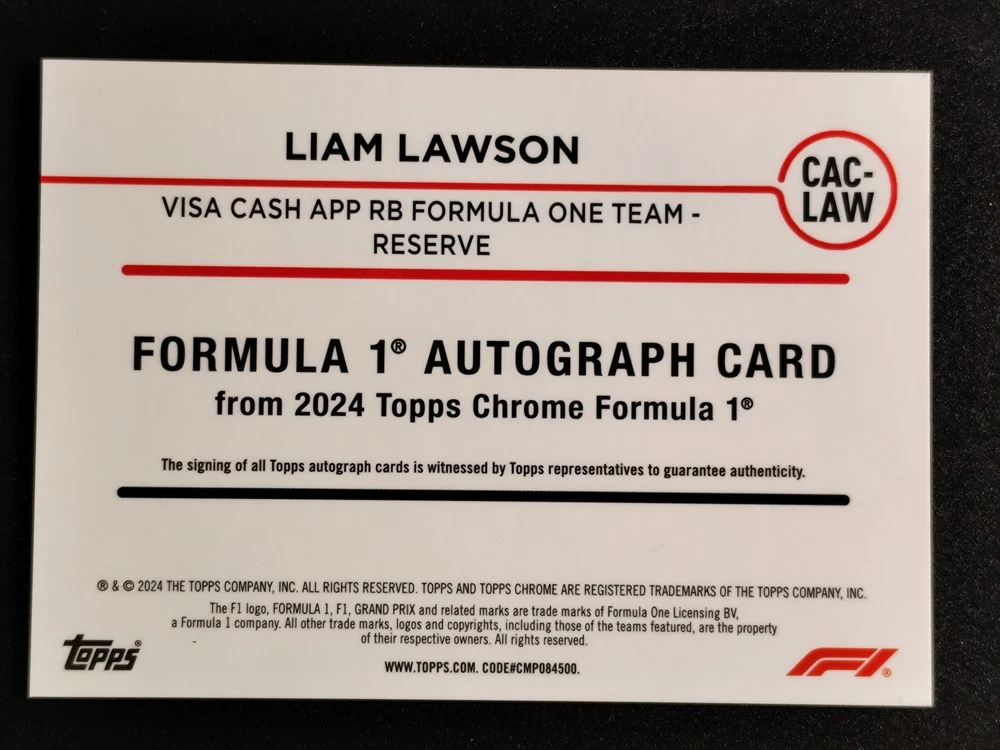 LIAM LAWSON
CAC-
LAW
VISA CASH APP RB FORMULA ONE TEAM -
RESERVE
FORMULA 1® AUTOGRAPH CARD
from 2024 Topps Chrome Formula 1®
The signing of all Topps autograph cards is witnessed by Topps representatives to guarantee authenticity.
® & © 2024 THE TOPPS COMPANY, INC. ALL RIGHTS RESERVED. TOPPS AND TOPPS CHROME ARE REGISTERED TRADEMARKS OF THE TOPPS COMPANY, INC.
The F1 logo, FORMULA 1, F1, GRAND PRIX and related marks are trade marks of Formula One Licensing BV,
a Formula 1 company. All other trade marks, logos and copyrights, including those of the teams featured, are the property
of their respective owners. All rights reserved.
Topps®
WWW.TOPPS.COM. CODE#CMP084500.
F1®